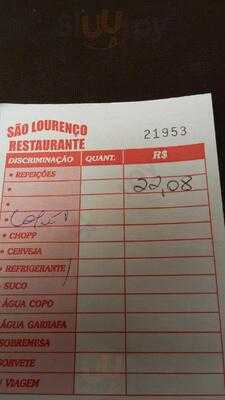 sluurpy
SÃO LOURENÇO
RESTAURANTE
21953
DISCRIMINAÇÃO QUANT. R$
• REFEIÇÕES
• 22,08
•
• CHOPP
• CERVEJA
• REFRIGERANTE
• SUCO
ÁGUA COPO
ÁGUA GARRAFA
SOBREMESA
SORVETE
VIAGEM